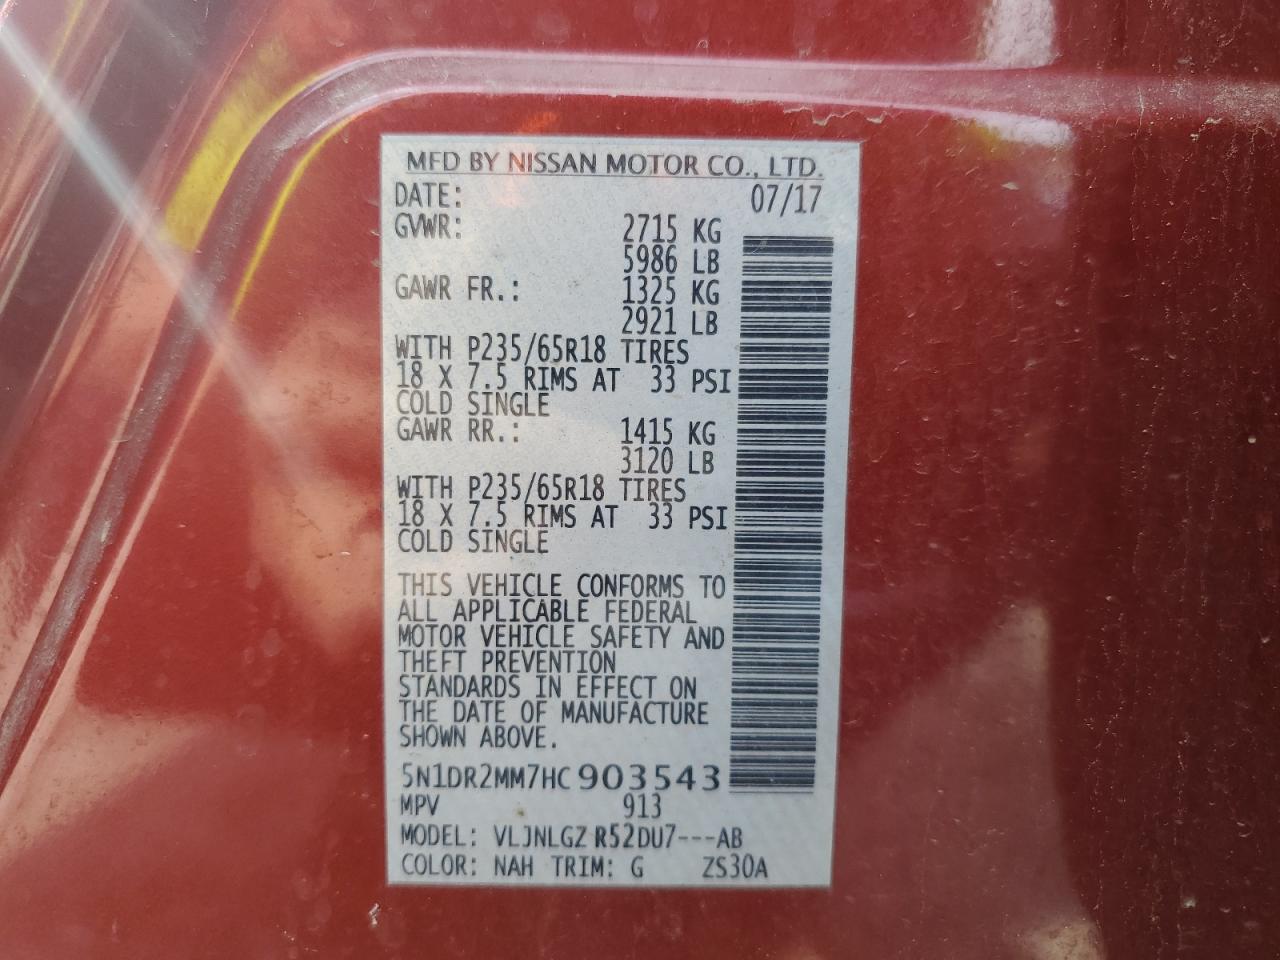 MFD BY NISSAN MOTOR CO., LTD.
DATE: 07/17
GVWR: 2715 KG
5986 LB
GAWR FR.: 1325 KG
2921 LB
WITH P235/65R18 TIRES
18 X 7.5 RIMS AT 33 PSI
COLD SINGLE
GAWR RR.: 1415 KG
3120 LB
WITH P235/65R18 TIRES
18 X 7.5 RIMS AT 33 PSI
COLD SINGLE
THIS VEHICLE CONFORMS TO
ALL APPLICABLE FEDERAL
MOTOR VEHICLE SAFETY AND
THEFT PREVENTION
STANDARDS IN EFFECT ON
THE DATE OF MANUFACTURE
SHOWN ABOVE.
5N1DR2MM7HC903543
MPV 913
MODEL: VLJNLGZ R52DU7---AB
COLOR: NAH TRIM: G ZS30A